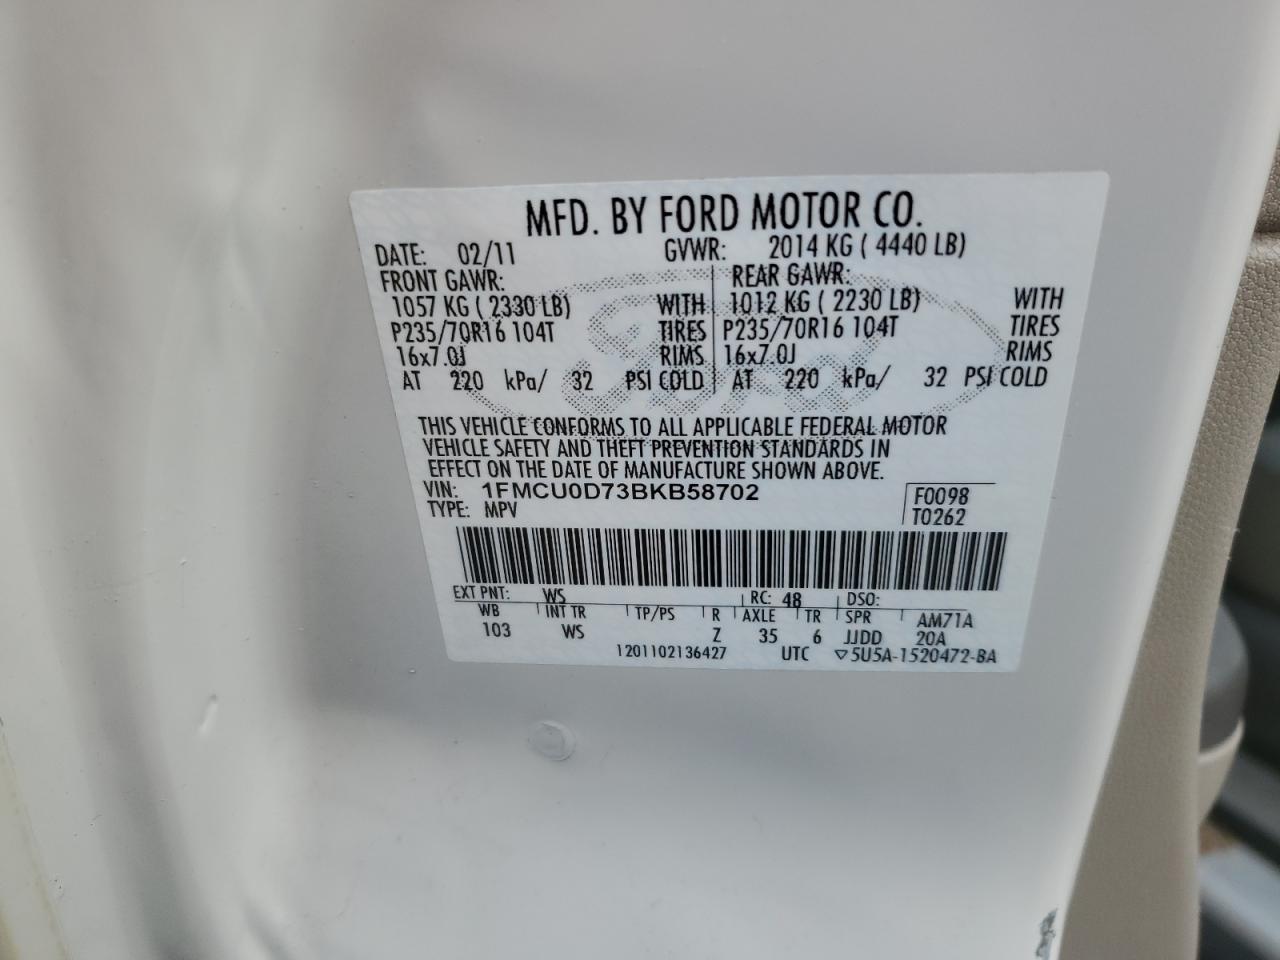 MFD. BY FORD MOTOR CO.
DATE: 02/11 GVWR: 2014 KG ( 4440 LB)
FRONT GAWR: REAR GAWR:
1057 KG ( 2330 LB) WITH 1012 KG ( 2230 LB) WITH
P235/70R16 104T TIRES P235/70R16 104T TIRES
16x7.0J RIMS 16x7.0J RIMS
AT 220 kPa/ 32 PSI COLD AT 220 kPa/ 32 PSI COLD
Ford
THIS VEHICLE CONFORMS TO ALL APPLICABLE FEDERAL MOTOR
VEHICLE SAFETY AND THEFT PREVENTION STANDARDS IN
EFFECT ON THE DATE OF MANUFACTURE SHOWN ABOVE.
VIN: 1FMCU0D73BKB58702 F0098
TYPE: MPV T0262
EXT PNT: WS RC: 48 DSO:
WB INT TR TP/PS R AXLE TR SPR AM71A
103 WS Z 35 6 JJDD 20A
1201102136427 UTC ▽5U5A-1520472-BA